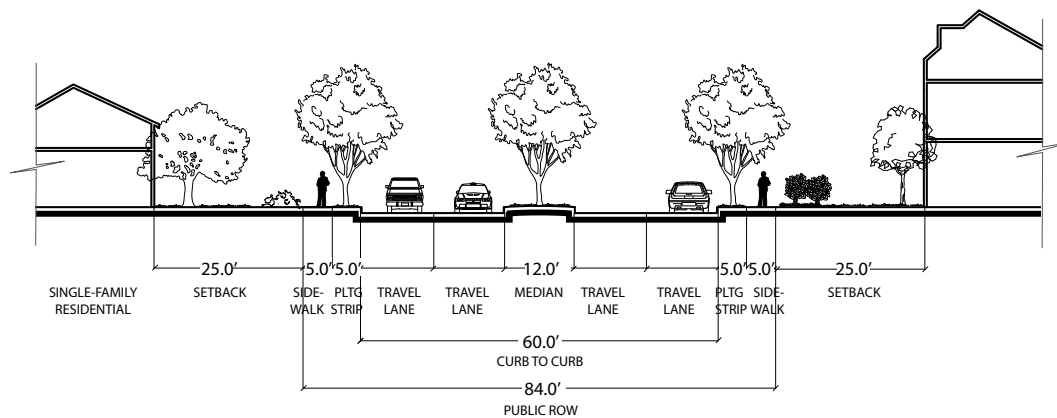 25.0’ 5.0’ 5.0’ 12.0’ 5.0’ 5.0’ 25.0’
SINGLE-FAMILY SETBACK SIDE- PLTG TRAVEL TRAVEL MEDIAN TRAVEL TRAVEL PLTG SIDE- SETBACK
RESIDENTIAL WALK STRIP LANE LANE LANE LANE STRIP WALK
60.0’
CURB TO CURB
84.0’
PUBLIC ROW